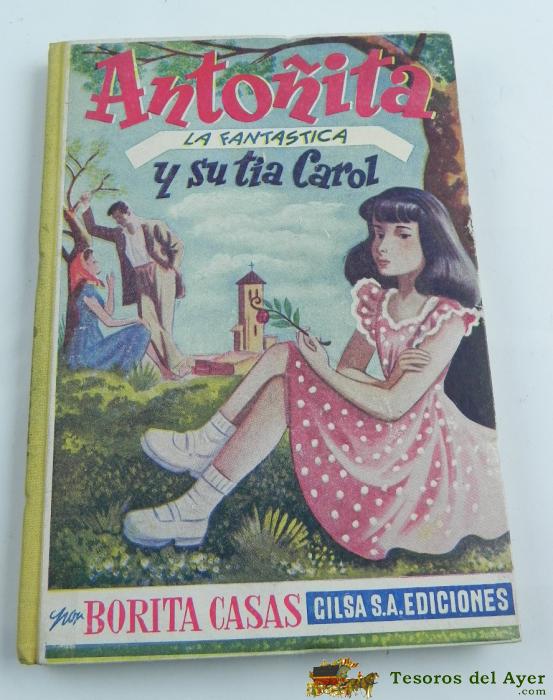 Antoñita
LA FANTASTICA
y su tia Carol
por BORITA CASAS GILSA S.A. EDICIONES
Tesoros del Ayer
.com